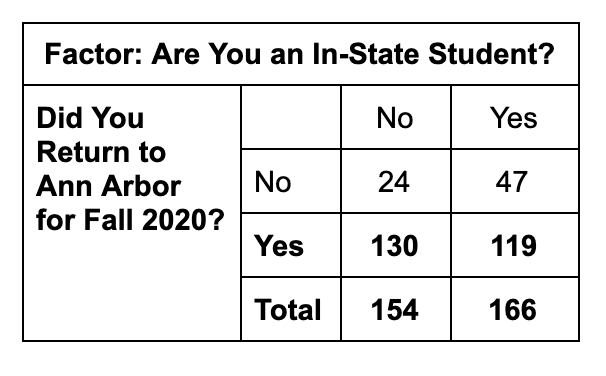 Factor: Are You an In-State Student?
Did You
Return to
Ann Arbor
for Fall 2020?
No Yes
No 24 47
Yes 130 119
Total 154 166